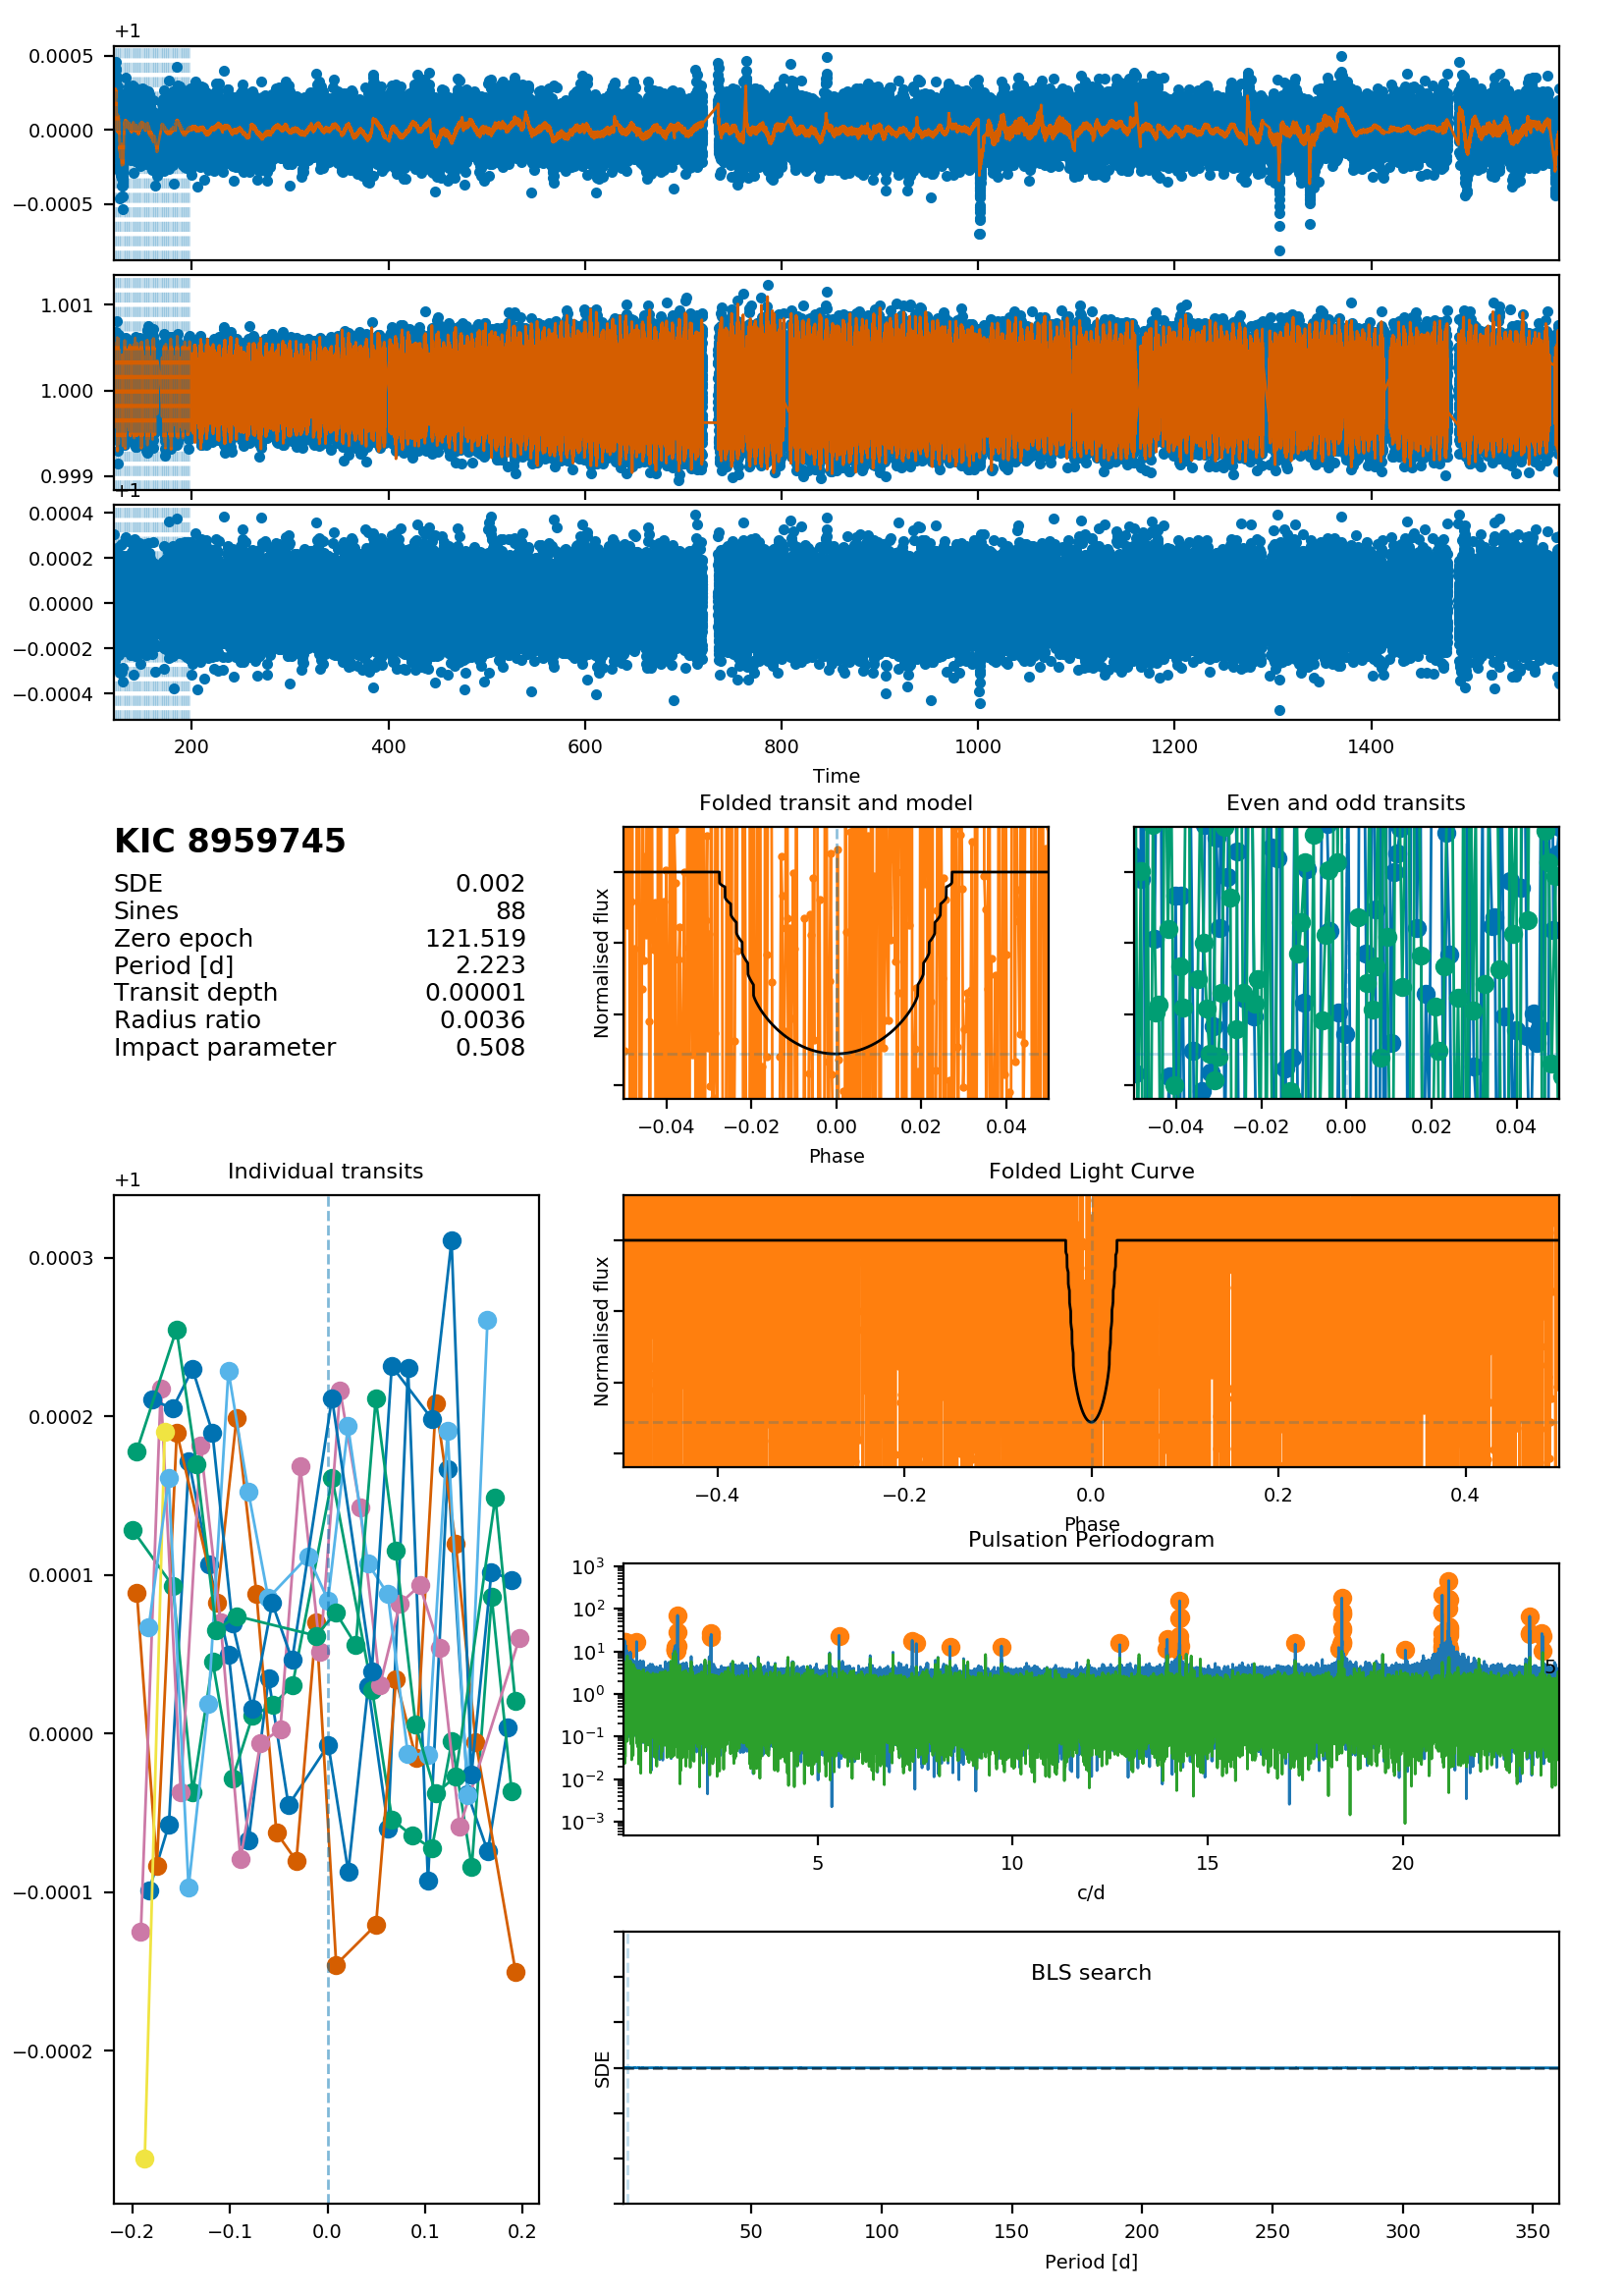 +1
0.0005
0.0000
−0.0005
1.001
1.000
0.999
+1
0.0004
0.0002
0.0000
−0.0002
−0.0004
200 400 600 800 1000 1200 1400
Time
KIC 8959745
SDE 0.002
Sines 88
Zero epoch 121.519
Period [d] 2.223
Transit depth 0.00001
Radius ratio 0.0036
Impact parameter 0.508
Folded transit and model
Normalised flux
−0.04 −0.02 0.00 0.02 0.04
Phase
Even and odd transits
−0.04 −0.02 0.00 0.02 0.04
Individual transits
+1
0.0003
0.0002
0.0001
0.0000
−0.0001
−0.0002
−0.2 −0.1 0.0 0.1 0.2
Folded Light Curve
Normalised flux
−0.4 −0.2 0.0 0.2 0.4
Phase
Pulsation Periodogram
10³
10²
10¹
10⁰
10⁻¹
10⁻²
10⁻³
5
5 10 15 20
c/d
BLS search
SDE
50 100 150 200 250 300 350
Period [d]